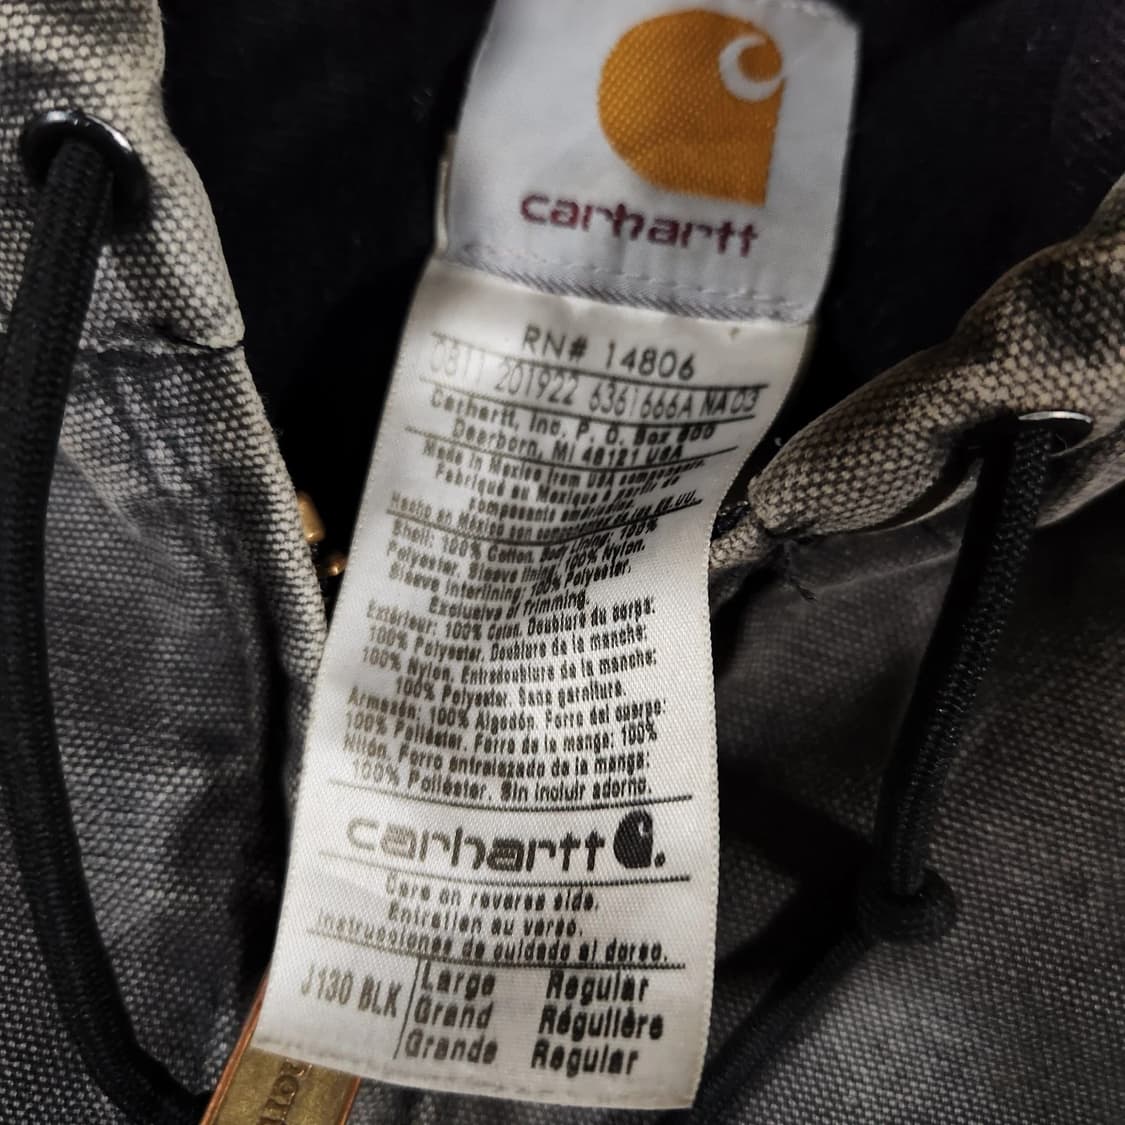 carhartt
RN# 14806
0811 201922 6361666A NA 03
Carhartt, Inc. P. O. Box 600
Dearborn, MI 48121 USA
Made in Mexico from USA components.
Fabriqué au Mexique à partir de
composants américains.
Hecho en México con componentes de los EE.UU.
Shell: 100% Cotton. Body Lining: 100%
Polyester. Sleeve lining: 100% Nylon.
Sleeve Interlining: 100% Polyester.
Exclusive of trimming.
Extérieur: 100% Coton. Doublure du corps:
100% Polyester. Doublure de la manche:
100% Nylon. Entredoublure de la manche:
100% Polyester. Sans garniture.
Armazón: 100% Algodón. Forro del cuerpo:
100% Poliéster. Forro de la manga: 100%
Nilón. Forro entrelazado de la manga:
100% Poliéster. Sin incluir adorno.
carhartt
Care on reverse side.
Entretien au verso.
Instrucciones de cuidado al dorso.
J130 BLK
Large Regular
Grand Régulière
Grande Regular